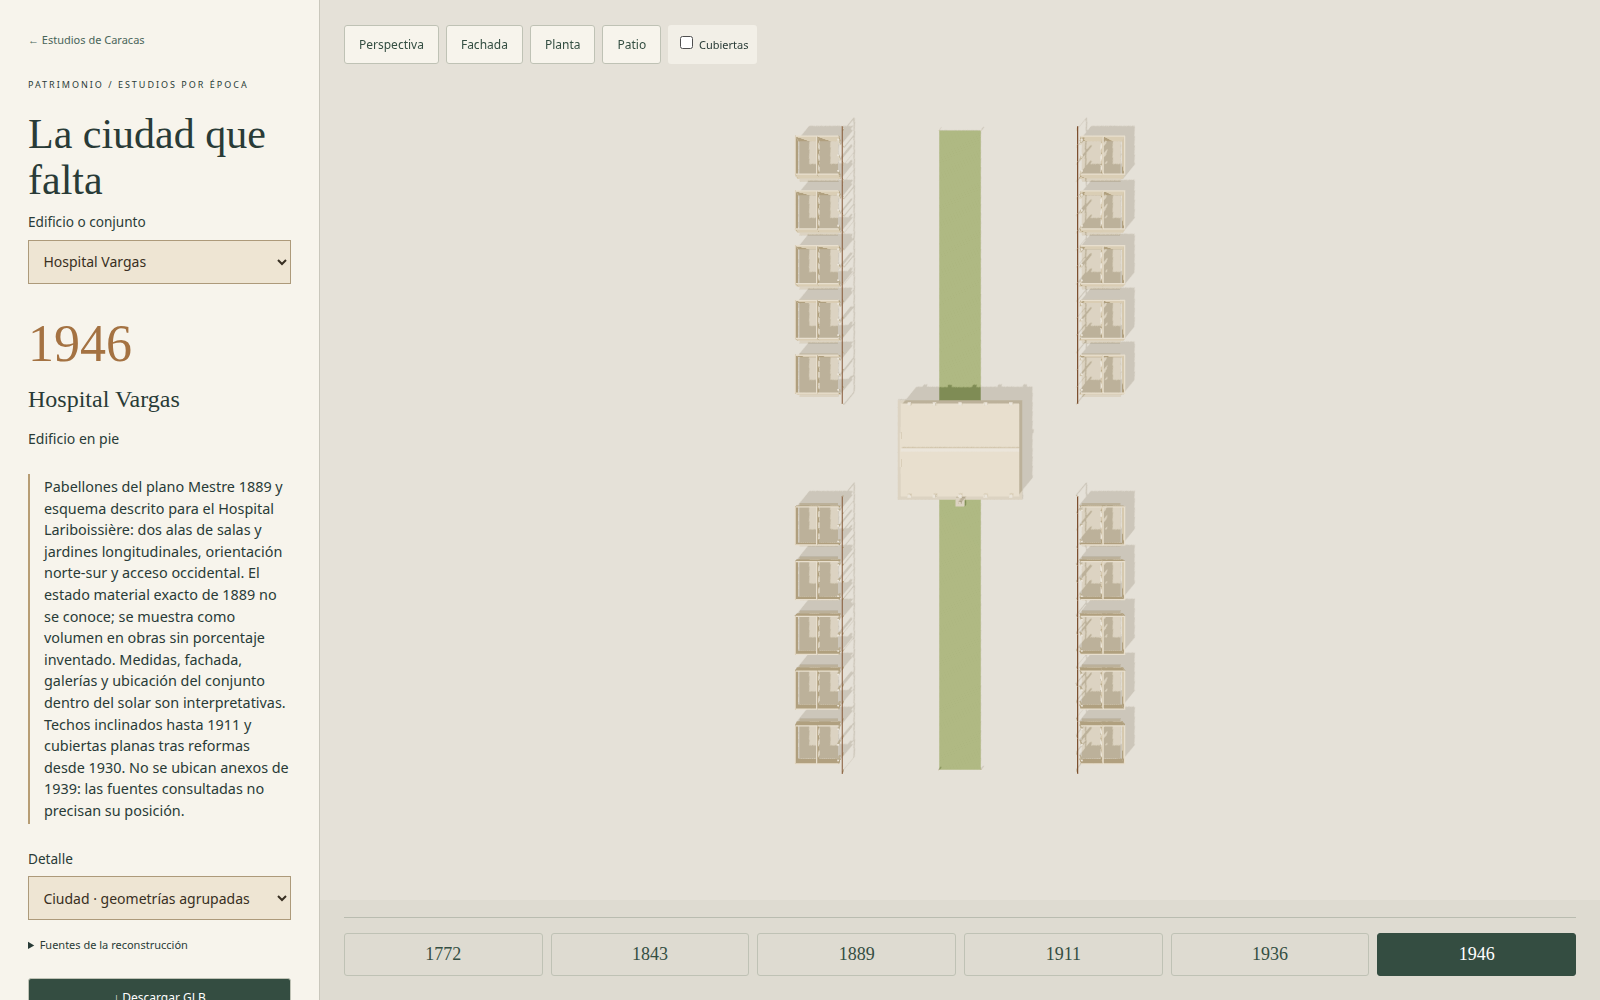 ← Estudios de Caracas
PATRIMONIO / ESTUDIOS POR ÉPOCA
La ciudad que
falta
Edificio o conjunto
Hospital Vargas
1946
Hospital Vargas
Edificio en pie
Pabellones del plano Mestre 1889 y
esquema descrito para el Hospital
Lariboissière: dos alas de salas y
jardines longitudinales, orientación
norte-sur y acceso occidental. El
estado material exacto de 1889 no
se conoce; se muestra como
volumen en obras sin porcentaje
inventado. Medidas, fachada,
galerías y ubicación del conjunto
dentro del solar son interpretativas.
Techos inclinados hasta 1911 y
cubiertas planas tras reformas
desde 1930. No se ubican anexos de
1939: las fuentes consultadas no
precisan su posición.
Detalle
Ciudad · geometrías agrupadas
Fuentes de la reconstrucción
↓ Descargar GLB
Perspectiva
Fachada
Planta
Patio
Cubiertas
1772
1843
1889
1911
1936
1946